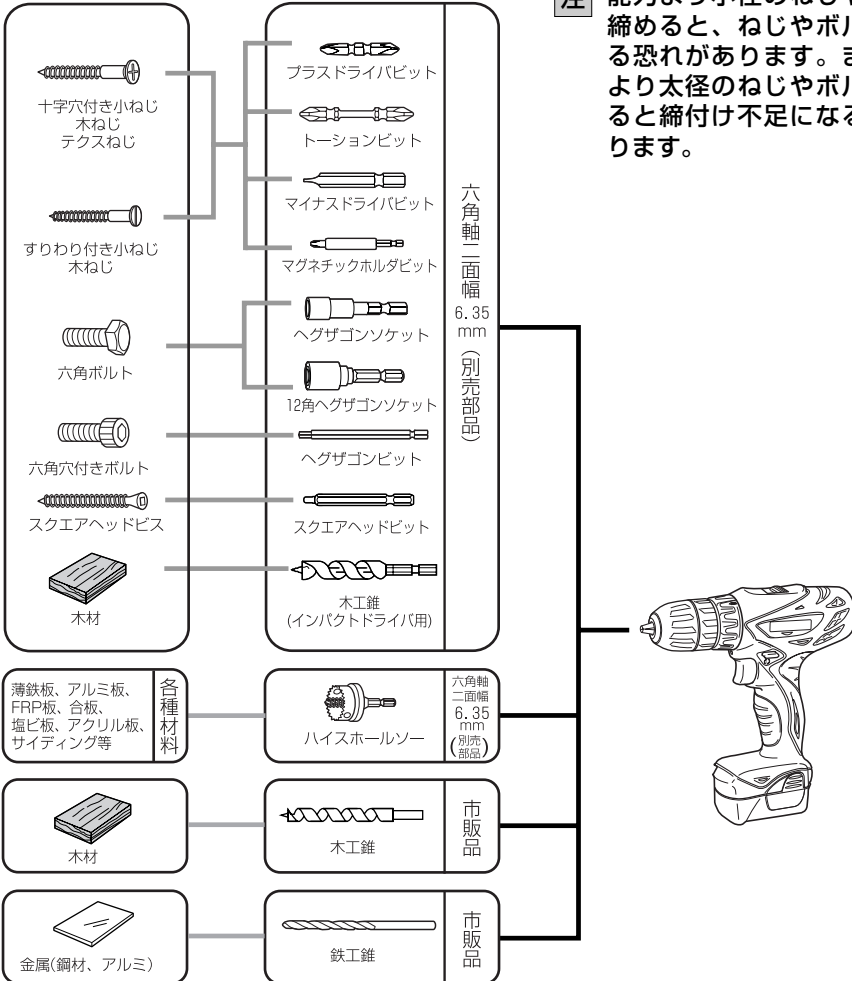 十字穴付き小ねじ
木ねじ
テクスねじ
すりわり付き小ねじ
木ねじ
六角ボルト
六角穴付きボルト
スクエアヘッドビス
木材
プラスドライバビット
トーションビット
マイナスドライバビット
マグネチックホルダビット
ヘグザゴンソケット
12角ヘグザゴンソケット
ヘグザゴンビット
スクエアヘッドビット
木工錐
(インパクトドライバ用)
六角軸二面幅6.35mm(別売部品)
薄鉄板、アルミ板、
FRP板、合板、
塩ビ板、アクリル板、
サイディング等
各種材料
ハイスホールソー
六角軸
二面幅
6.35
mm
(別売部品)
木材
木工錐
市販品
金属(鋼材、アルミ)
鉄工錐
市販品
締めると、ねじやボル
る恐れがあります。ま
より太径のねじやボル
ると締付け不足になる
ります。